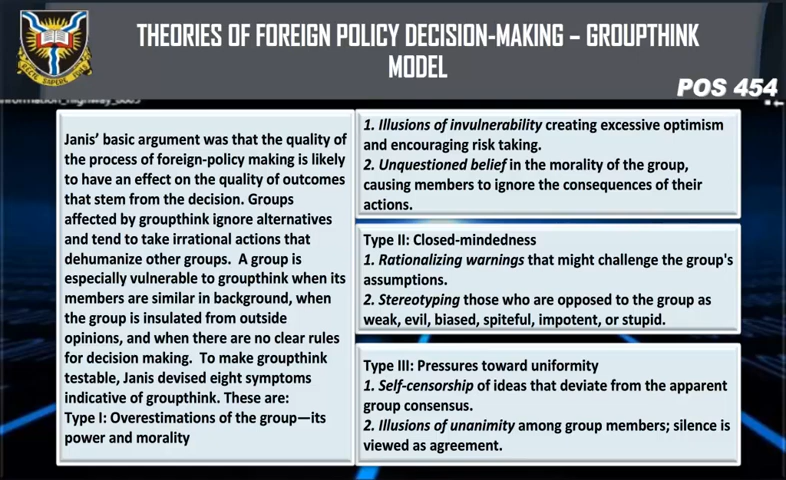 THEORIES OF FOREIGN POLICY DECISION-MAKING – GROUPTHINK
MODEL
POS 454
RECTE SAPERE FONS
Janis' basic argument was that the quality of
the process of foreign-policy making is likely
to have an effect on the quality of outcomes
that stem from the decision. Groups
affected by groupthink ignore alternatives
and tend to take irrational actions that
dehumanize other groups. A group is
especially vulnerable to groupthink when its
members are similar in background, when
the group is insulated from outside
opinions, and when there are no clear rules
for decision making. To make groupthink
testable, Janis devised eight symptoms
indicative of groupthink. These are:
Type I: Overestimations of the group—its
power and morality
1. Illusions of invulnerability creating excessive optimism
and encouraging risk taking.
2. Unquestioned belief in the morality of the group,
causing members to ignore the consequences of their
actions.
Type II: Closed-mindedness
1. Rationalizing warnings that might challenge the group's
assumptions.
2. Stereotyping those who are opposed to the group as
weak, evil, biased, spiteful, impotent, or stupid.
Type III: Pressures toward uniformity
1. Self-censorship of ideas that deviate from the apparent
group consensus.
2. Illusions of unanimity among group members; silence is
viewed as agreement.